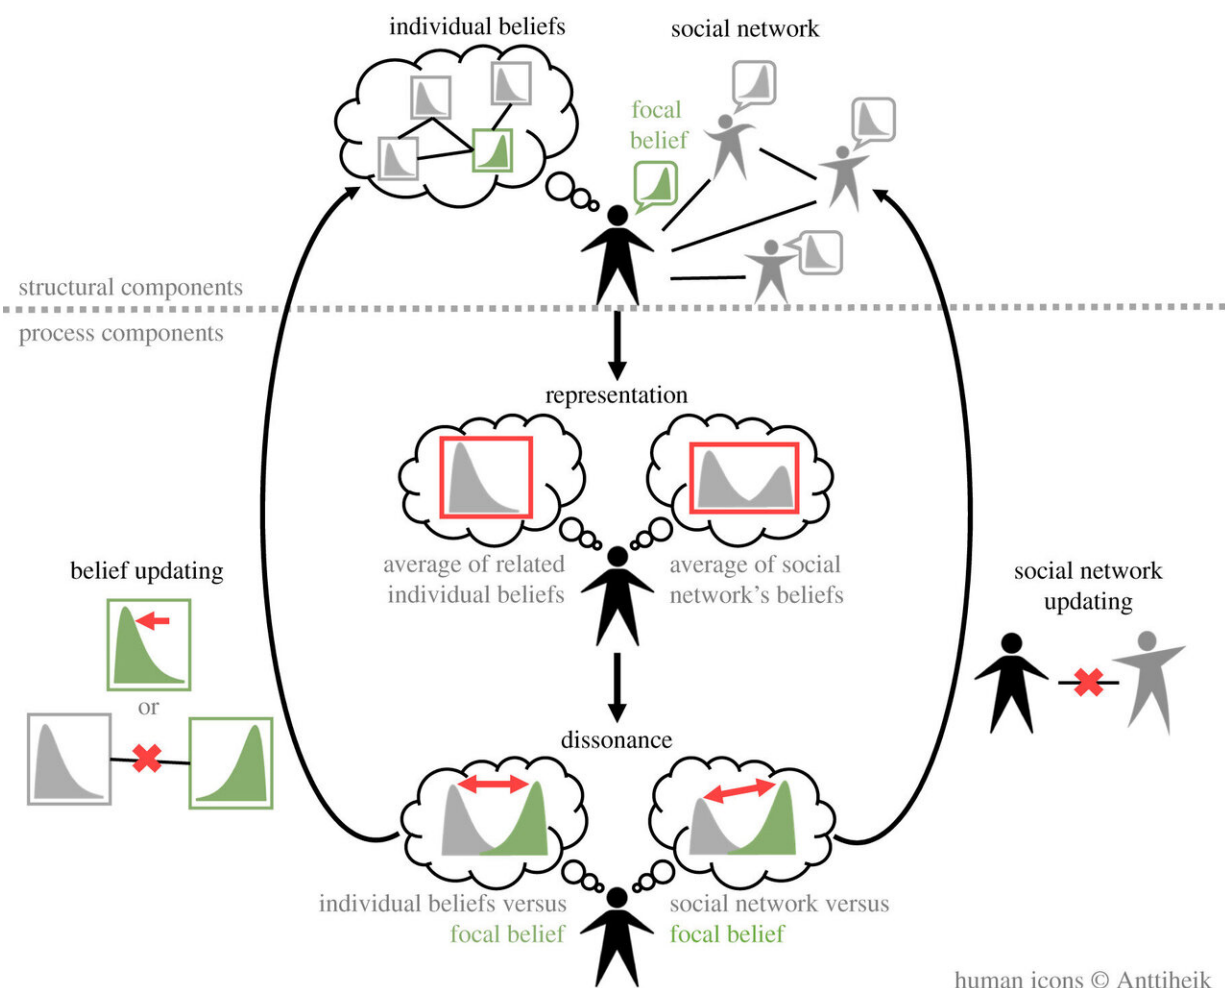 individual beliefs
social network
focal
belief
structural components
process components
representation
average of related
individual beliefs
average of social
network’s beliefs
belief updating
or
social network
updating
dissonance
individual beliefs versus
focal belief
social network versus
focal belief
human icons © Anttiheik